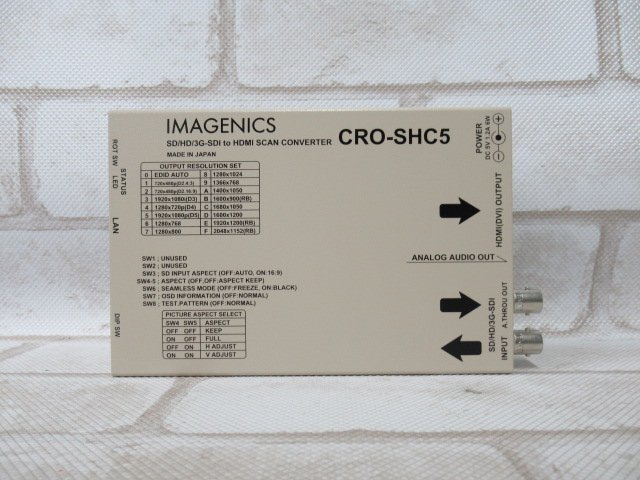 IMAGENICS
SD/HD/3G-SDI to HDMI SCAN CONVERTER CRO-SHC5
MADE IN JAPAN
OUTPUT RESOLUTION SET
0 EDID AUTO 8 1280x1024
1 720x480p(D2,4:3) 9 1366x768
2 720x480p(D2,16:9) A 1400x1050
3 1920x1080i(D3) B 1600x900(RB)
4 1280x720p(D4) C 1680x1050
5 1920x1080p(D5) D 1600x1200
6 1280x768 E 1920x1200(RB)
7 1280x800 F 2048x1152(RB)
SW1 : UNUSED
SW2 : UNUSED
SW3 : SD INPUT ASPECT (OFF:AUTO, ON:16:9)
SW4-5 : ASPECT (OFF,OFF:ASPECT KEEP)
SW6 : SEAMLESS MODE (OFF:FREEZE, ON:BLACK)
SW7 : OSD INFORMATION (OFF:NORMAL)
SW8 : TEST.PATTERN (OFF:NORMAL)
PICTURE ASPECT SELECT
SW4 SW5 ASPECT
OFF OFF KEEP
OFF ON FULL
ON OFF H ADJUST
ON ON V ADJUST
ROT SW
STATUS
LED
LAN
DIP SW
POWER
DC 5V 1.2A 6W
HDMI(DVI) OUTPUT
ANALOG AUDIO OUT
SD/HD/3G-SDI
INPUT A.THROU OUT